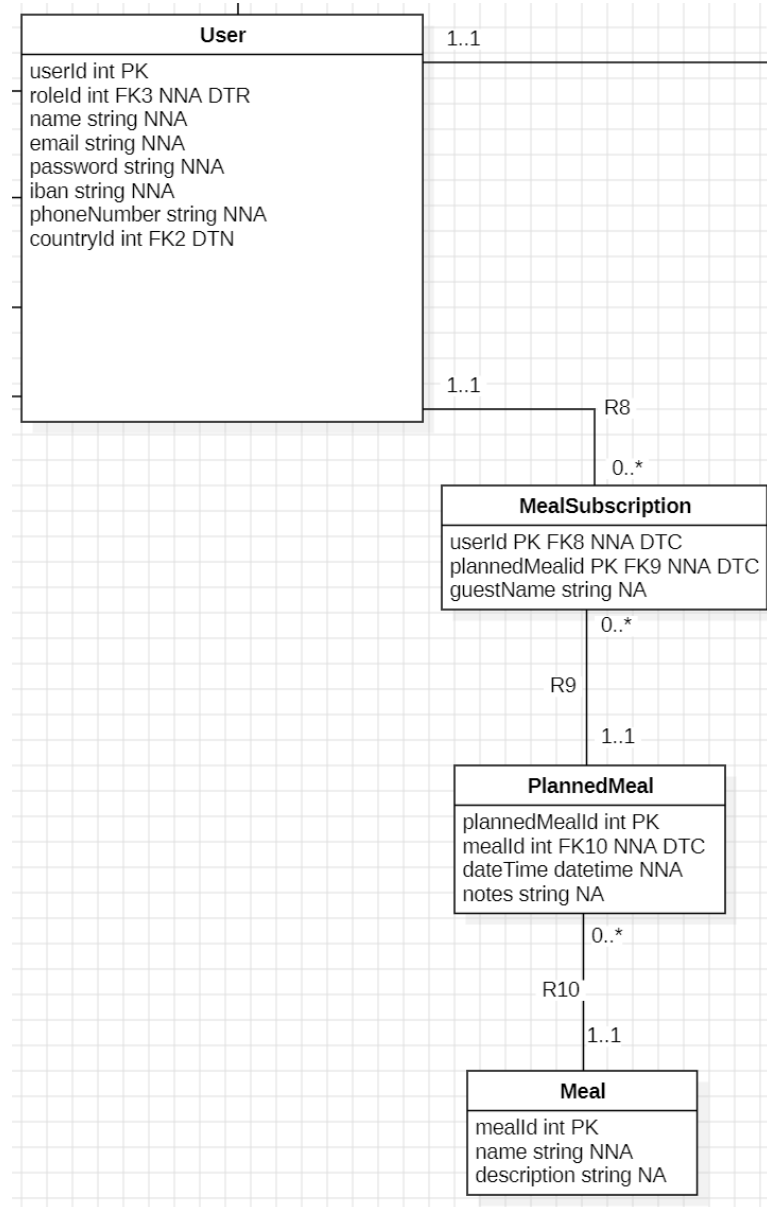 User
1..1
userId int PK
roleId int FK3 NNA DTR
name string NNA
email string NNA
password string NNA
iban string NNA
phoneNumber string NNA
countryId int FK2 DTN
1..1
R8
0..*
MealSubscription
userId PK FK8 NNA DTC
plannedMealid PK FK9 NNA DTC
guestName string NA
0..*
R9
1..1
PlannedMeal
plannedMealId int PK
mealId int FK10 NNA DTC
dateTime datetime NNA
notes string NA
0..*
R10
1..1
Meal
mealId int PK
name string NNA
description string NA